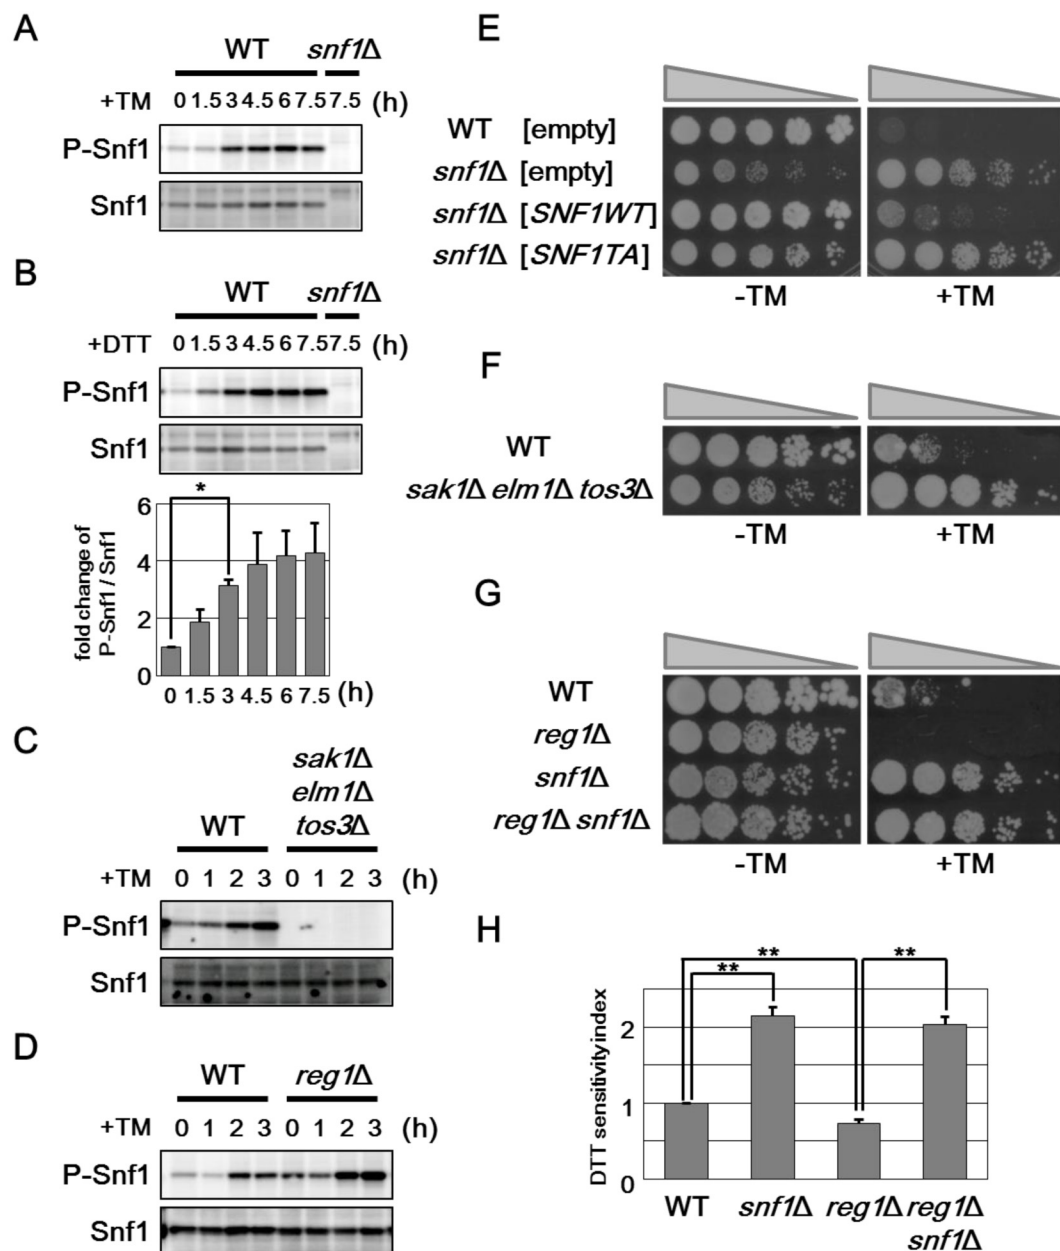 A
WT snf1Δ
+TM 0 1.5 3 4.5 6 7.5 7.5 (h)
P-Snf1
Snf1
B
WT snf1Δ
+DTT 0 1.5 3 4.5 6 7.5 7.5 (h)
P-Snf1
Snf1
*
fold change of
P-Snf1 / Snf1
6
4
2
0
0 1.5 3 4.5 6 7.5 (h)
C
sak1Δ
elm1Δ
WT tos3Δ
+TM 0 1 2 3 0 1 2 3 (h)
P-Snf1
Snf1
D
WT reg1Δ
+TM 0 1 2 3 0 1 2 3 (h)
P-Snf1
Snf1
E
WT [empty]
snf1Δ [empty]
snf1Δ [SNF1WT]
snf1Δ [SNF1TA]
-TM +TM
F
WT
sak1Δ elm1Δ tos3Δ
-TM +TM
G
WT
reg1Δ
snf1Δ
reg1Δ snf1Δ
-TM +TM
H
** ** **
DTT sensitivity index
2
1
0
WT snf1Δ reg1Δ reg1Δ
snf1Δ